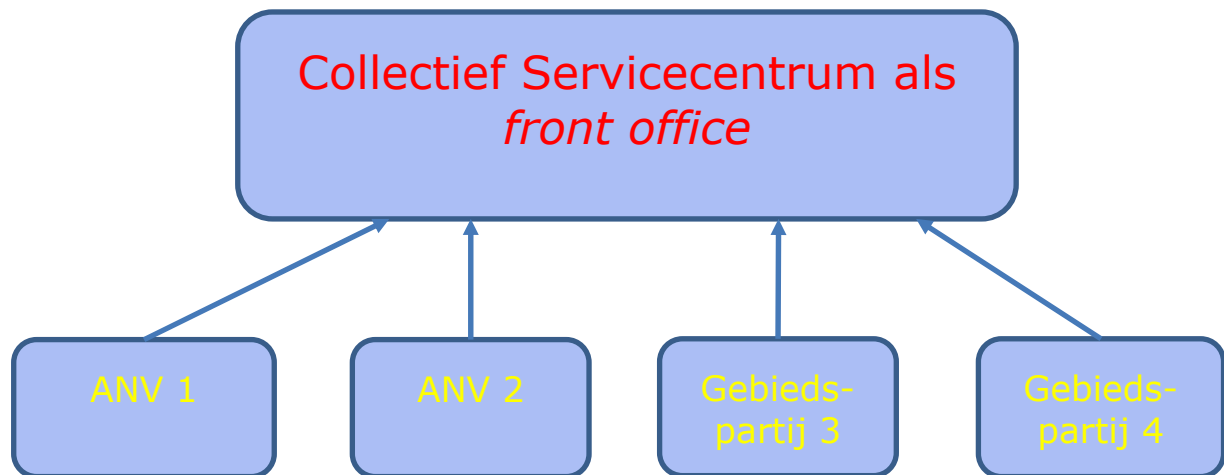 Collectief Servicecentrum als
front office
ANV 1
ANV 2
Gebieds-
partij 3
Gebieds-
partij 4